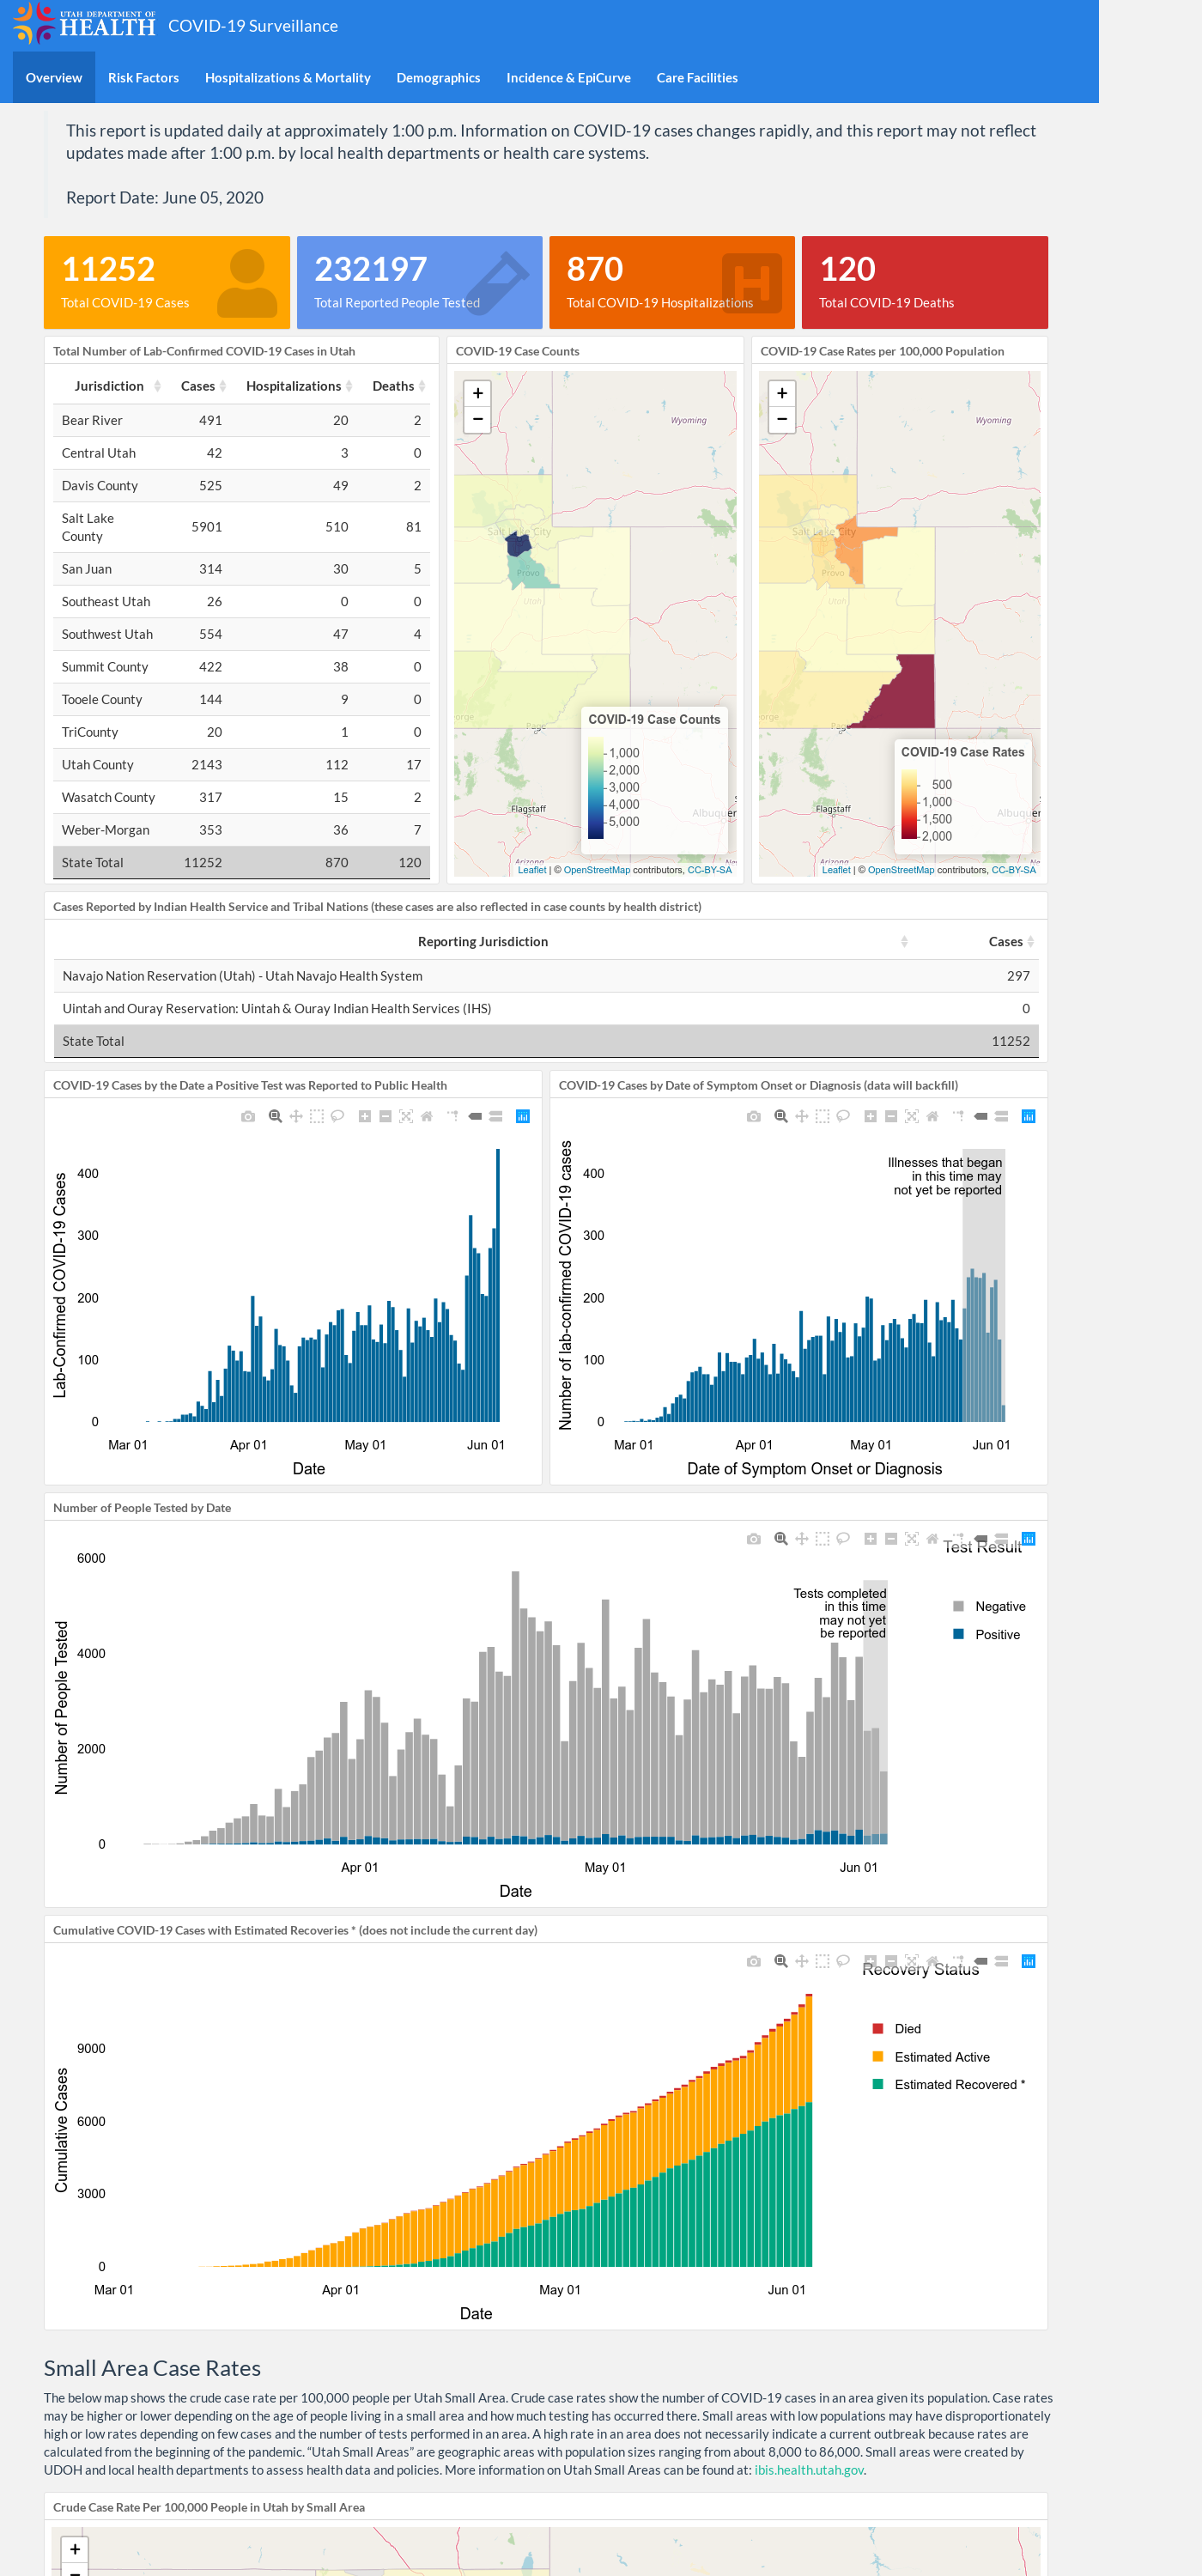 UTAH DEPARTMENT OF
HEALTH
COVID-19 Surveillance
Overview
Risk Factors
Hospitalizations & Mortality
Demographics
Incidence & EpiCurve
Care Facilities
This report is updated daily at approximately 1:00 p.m. Information on COVID-19 cases changes rapidly, and this report may not reflect
updates made after 1:00 p.m. by local health departments or health care systems.
Report Date: June 05, 2020
11252
Total COVID-19 Cases
232197
Total Reported People Tested
870
Total COVID-19 Hospitalizations
120
Total COVID-19 Deaths
Total Number of Lab-Confirmed COVID-19 Cases in Utah
Jurisdiction Cases Hospitalizations Deaths
Bear River 491 20 2
Central Utah 42 3 0
Davis County 525 49 2
Salt Lake
County 5901 510 81
San Juan 314 30 5
Southeast Utah 26 0 0
Southwest Utah 554 47 4
Summit County 422 38 0
Tooele County 144 9 0
TriCounty 20 1 0
Utah County 2143 112 17
Wasatch County 317 15 2
Weber-Morgan 353 36 7
State Total 11252 870 120
COVID-19 Case Counts
+
−
Wyoming
Salt Lake City
Provo
Utah
orge
Page
COVID-19 Case Counts
1,000
2,000
3,000
4,000
5,000
Flagstaff
Albuquer
Arizona
Leaflet | © OpenStreetMap contributors, CC-BY-SA
COVID-19 Case Rates per 100,000 Population
+
−
Wyoming
Salt Lake City
Provo
Utah
orge
Page
COVID-19 Case Rates
500
1,000
1,500
2,000
Flagstaff
Albuquer
Arizona
Leaflet | © OpenStreetMap contributors, CC-BY-SA
Cases Reported by Indian Health Service and Tribal Nations (these cases are also reflected in case counts by health district)
Reporting Jurisdiction Cases
Navajo Nation Reservation (Utah) - Utah Navajo Health System 297
Uintah and Ouray Reservation: Uintah & Ouray Indian Health Services (IHS) 0
State Total 11252
COVID-19 Cases by the Date a Positive Test was Reported to Public Health
Lab-Confirmed COVID-19 Cases
400
300
200
100
0
Mar 01 Apr 01 May 01 Jun 01
Date
COVID-19 Cases by Date of Symptom Onset or Diagnosis (data will backfill)
Number of lab-confirmed COVID-19 cases
Illnesses that began
in this time may
not yet be reported
400
300
200
100
0
Mar 01 Apr 01 May 01 Jun 01
Date of Symptom Onset or Diagnosis
Number of People Tested by Date
Number of People Tested
6000
4000
2000
0
Tests completed
in this time
may not yet
be reported
Test Result
Negative
Positive
Apr 01 May 01 Jun 01
Date
Cumulative COVID-19 Cases with Estimated Recoveries * (does not include the current day)
Cumulative Cases
9000
6000
3000
0
Recovery Status
Died
Estimated Active
Estimated Recovered *
Mar 01 Apr 01 May 01 Jun 01
Date
Small Area Case Rates
The below map shows the crude case rate per 100,000 people per Utah Small Area. Crude case rates show the number of COVID-19 cases in an area given its population. Case rates
may be higher or lower depending on the age of people living in a small area and how much testing has occurred there. Small areas with low populations may have disproportionately
high or low rates depending on few cases and the number of tests performed in an area. A high rate in an area does not necessarily indicate a current outbreak because rates are
calculated from the beginning of the pandemic. “Utah Small Areas” are geographic areas with population sizes ranging from about 8,000 to 86,000. Small areas were created by
UDOH and local health departments to assess health data and policies. More information on Utah Small Areas can be found at: ibis.health.utah.gov.
Crude Case Rate Per 100,000 People in Utah by Small Area
+